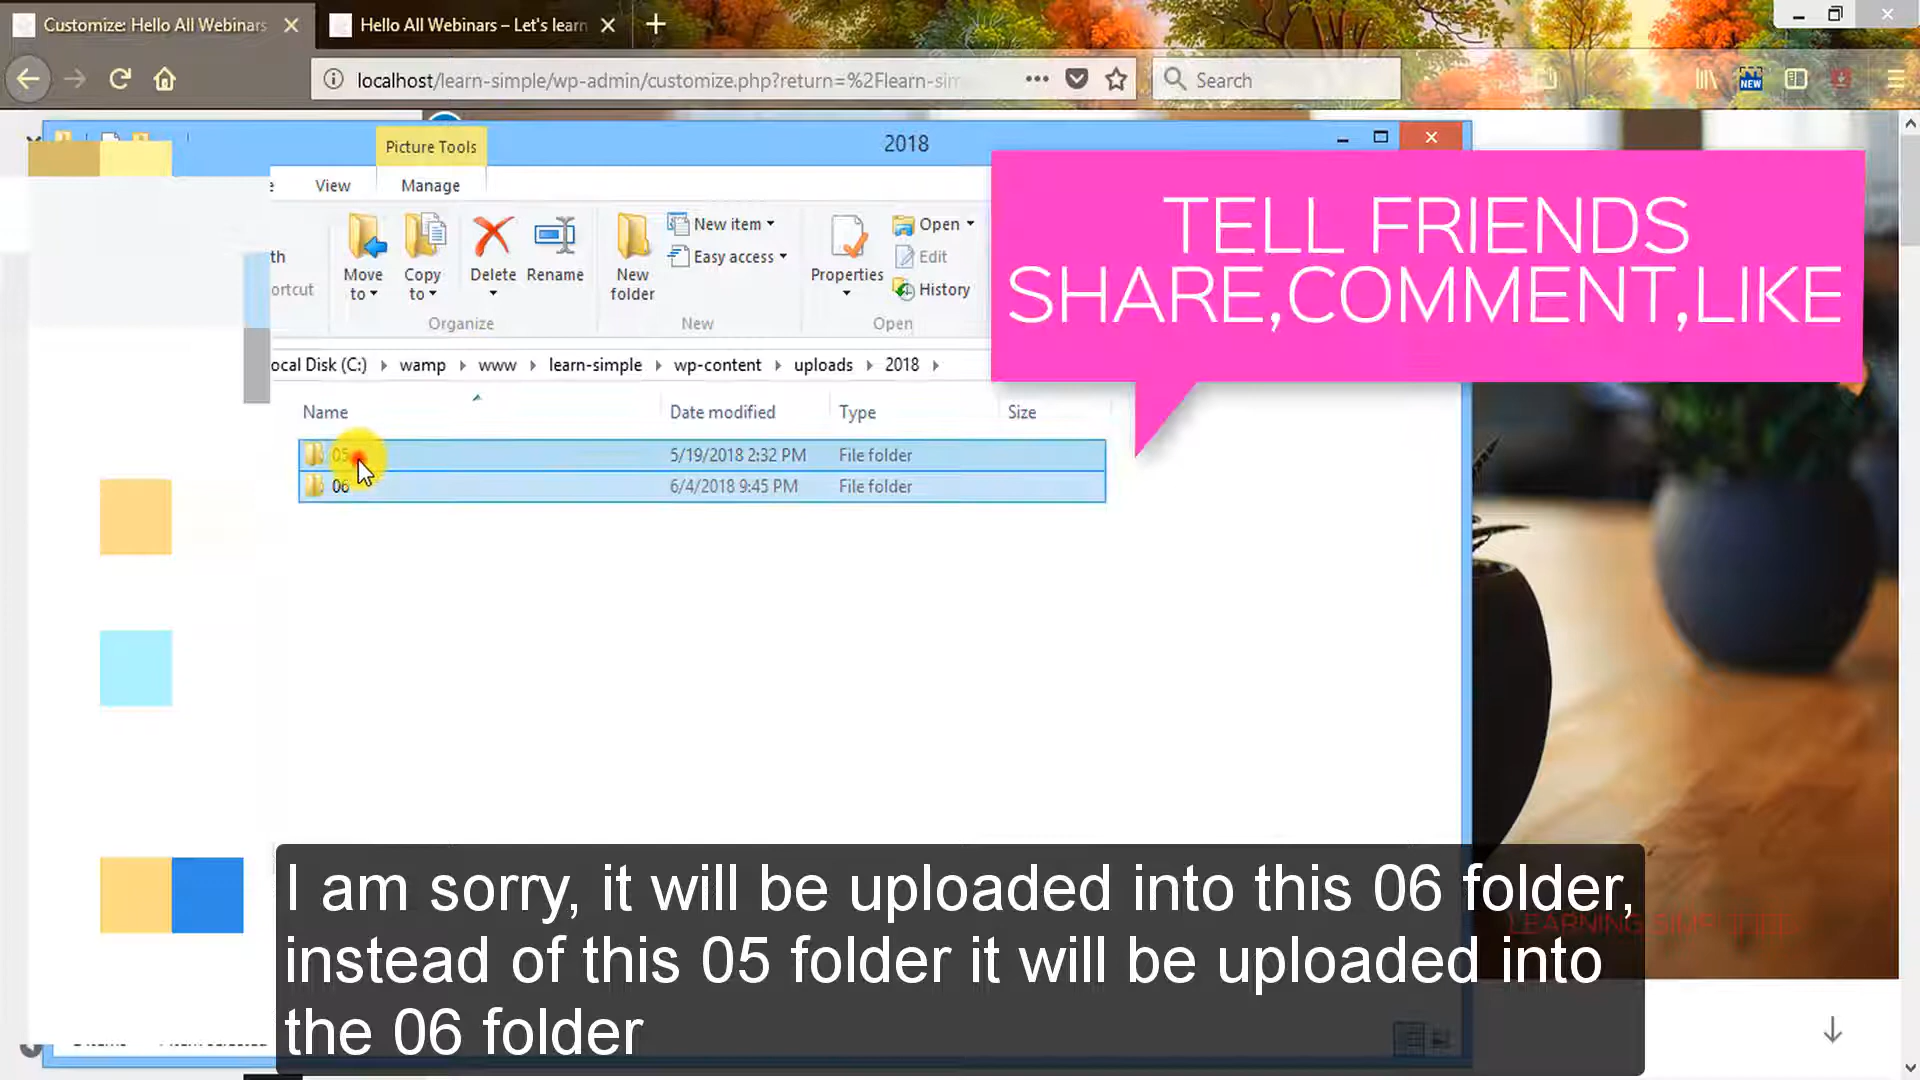 Customize: Hello All Webinars
Hello All Webinars – Let's learn
localhost/learn-simple/wp-admin/customize.php?return=%2Flearn-sim
Search
NEW
Picture Tools
2018
View
Manage
Move to
Copy to
Delete
Rename
New folder
New item
Easy access
Properties
Open
Edit
History
Organize
New
Open
TELL FRIENDS
SHARE,COMMENT,LIKE
ocal Disk (C:)
wamp
www
learn-simple
wp-content
uploads
2018
Name
Date modified
Type
Size
05
5/19/2018 2:32 PM
File folder
06
6/4/2018 9:45 PM
File folder
I am sorry, it will be uploaded into this 06 folder,
instead of this 05 folder it will be uploaded into
the 06 folder